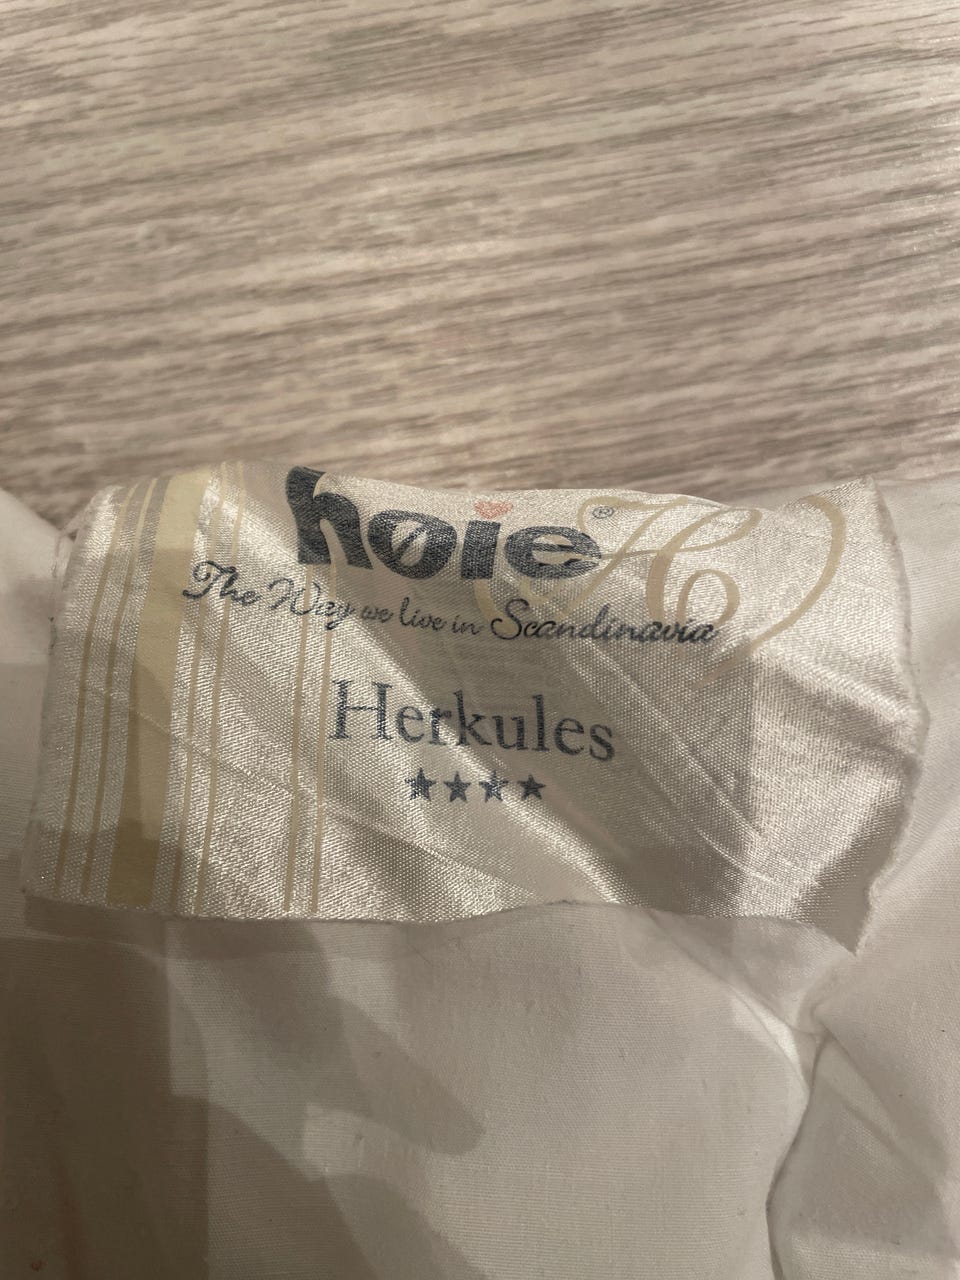 høie®
The Way we live in Scandinavia
H
Herkules
★★★★